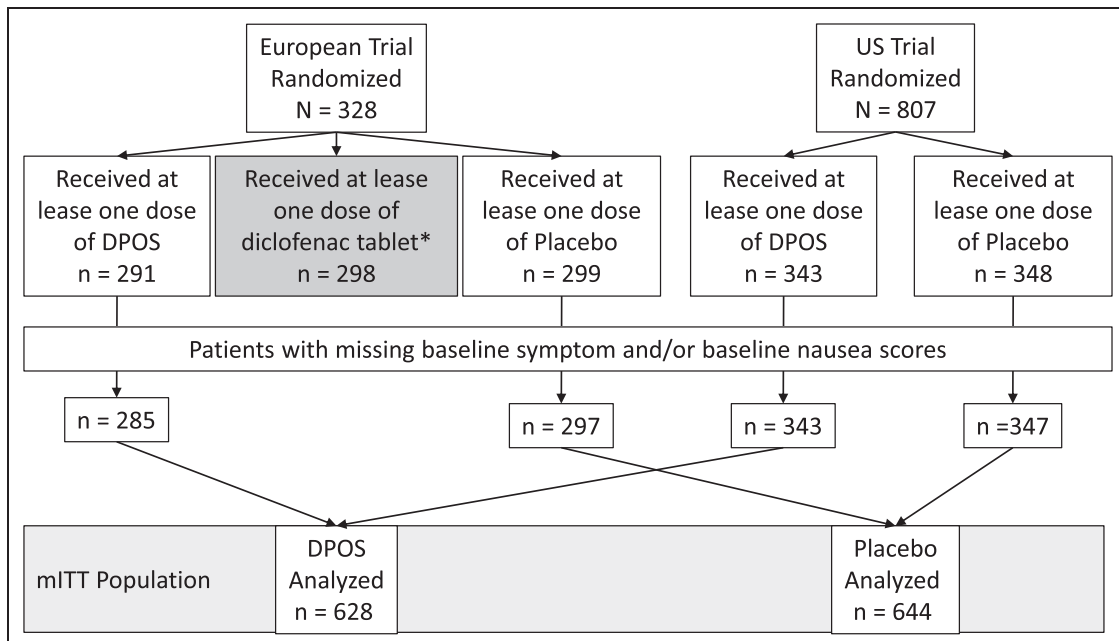 European Trial
Randomized
N = 328
US Trial
Randomized
N = 807
Received at
lease one dose
of DPOS
n = 291
Received at lease
one dose of
diclofenac tablet*
n = 298
Received at
lease one dose
of Placebo
n = 299
Received at
lease one dose
of DPOS
n = 343
Received at
lease one dose
of Placebo
n = 348
Patients with missing baseline symptom and/or baseline nausea scores
n = 285
n = 297
n = 343
n =347
mITT Population
DPOS
Analyzed
n = 628
Placebo
Analyzed
n = 644